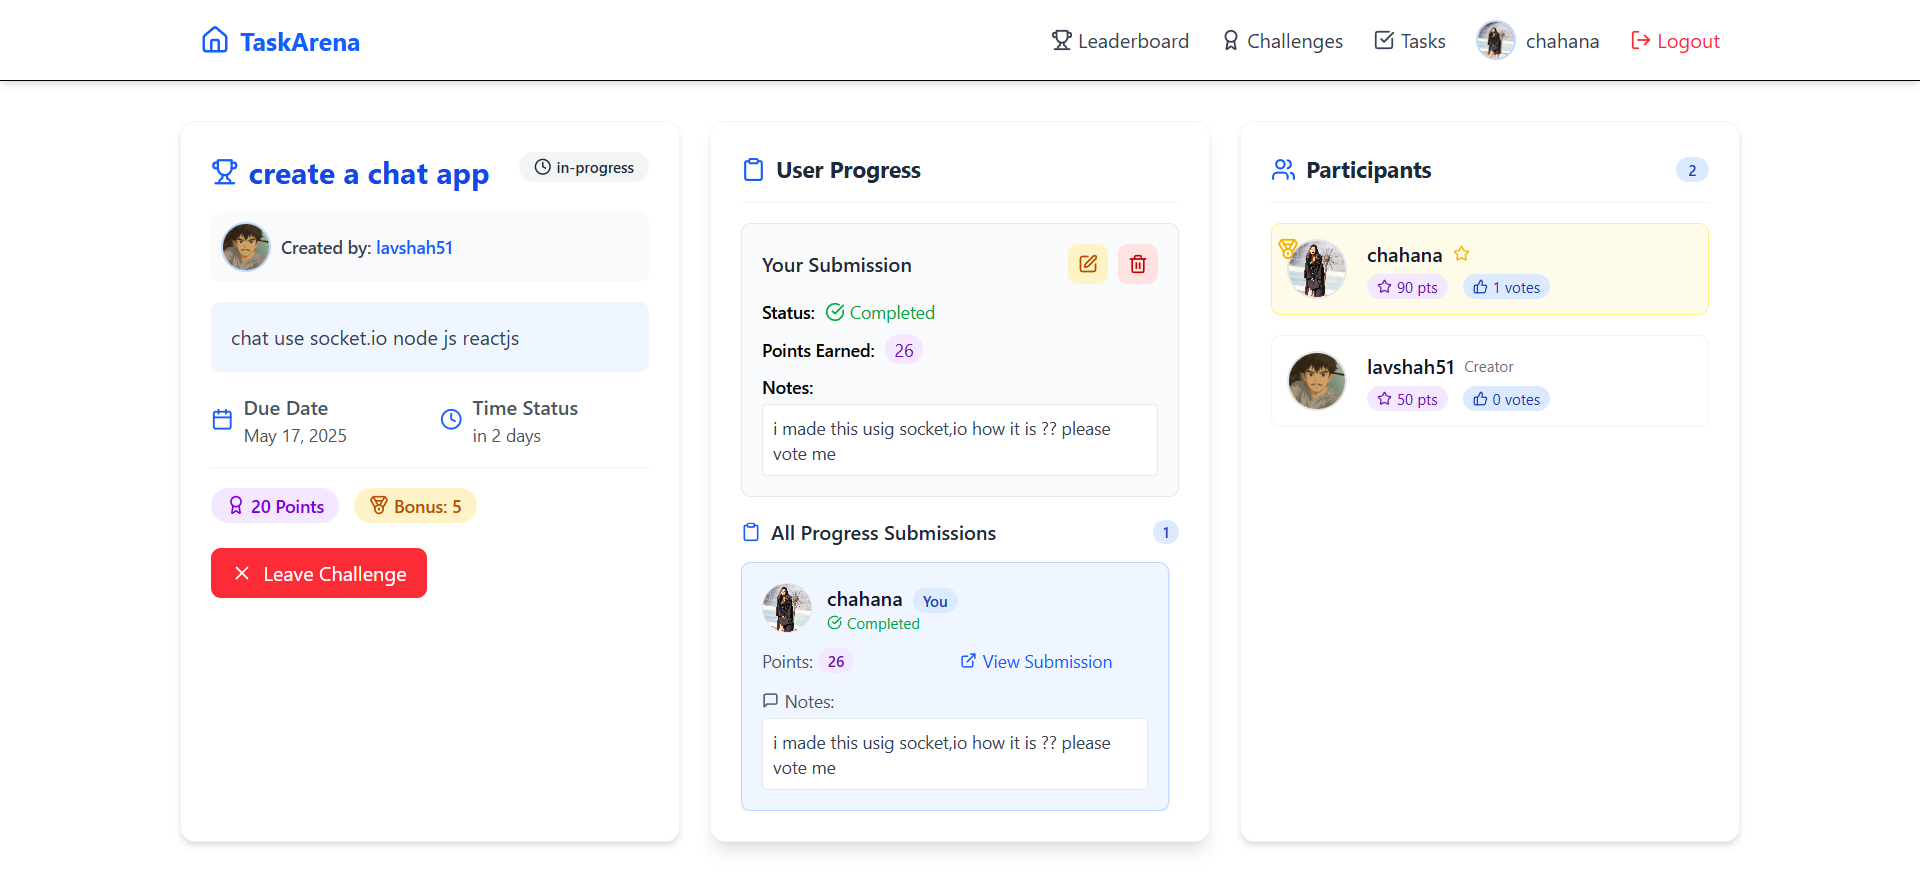 TaskArena
Leaderboard
Challenges
Tasks
chahana
Logout
create a chat app
in-progress
Created by: lavshah51
chat use socket.io node js reactjs
Due Date
May 17, 2025
Time Status
in 2 days
20 Points
Bonus: 5
Leave Challenge
User Progress
Your Submission
Status: Completed
Points Earned: 26
Notes:
i made this usig socket,io how it is ?? please
vote me
All Progress Submissions
1
chahana You
Completed
Points: 26
View Submission
Notes:
i made this usig socket,io how it is ?? please
vote me
Participants
2
chahana
90 pts
1 votes
lavshah51 Creator
50 pts
0 votes